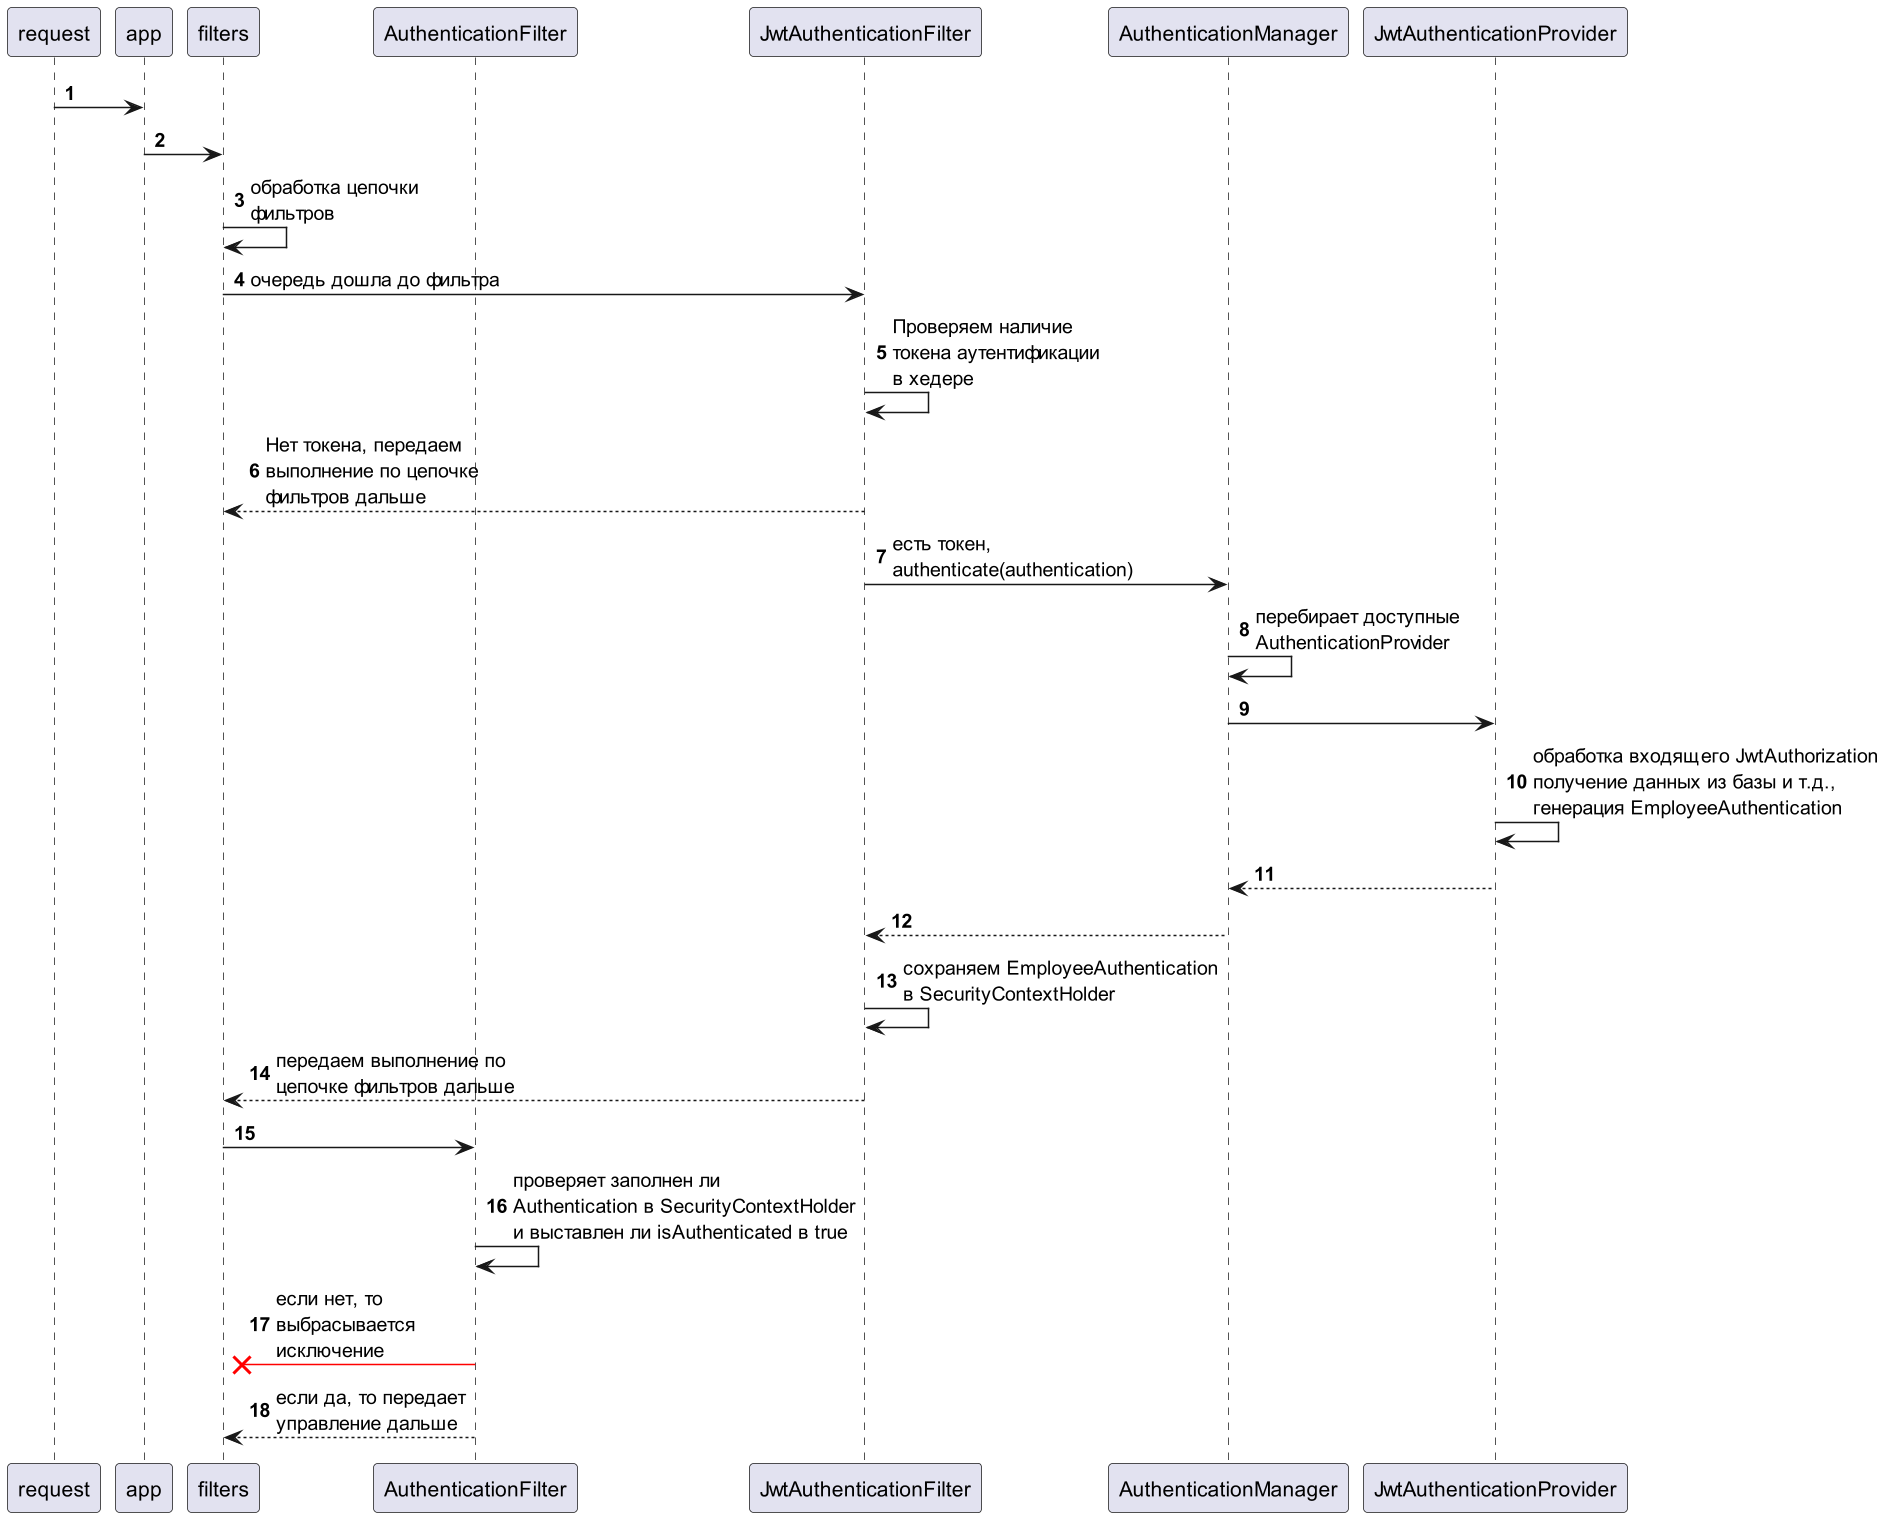 request
app
filters
AuthenticationFilter
JwtAuthenticationFilter
AuthenticationManager
JwtAuthenticationProvider
1
2
3 обработка цепочки
фильтров
4 очередь дошла до фильтра
Проверяем наличие
5 токена аутентификации
в хедере
Нет токена, передаем
6 выполнение по цепочке
фильтров дальше
7 есть токен,
authenticate(authentication)
8 перебирает доступные
AuthenticationProvider
9
обработка входящего JwtAuthorization
10 получение данных из базы и т.д.,
генерация EmployeeAuthentication
11
12
13 сохраняем EmployeeAuthentication
в SecurityContextHolder
14 передаем выполнение по
цепочке фильтров дальше
15
проверяет заполнен ли
16 Authentication в SecurityContextHolder
и выставлен ли isAuthenticated в true
если нет, то
17 выбрасывается
исключение
18 если да, то передает
управление дальше
request
app
filters
AuthenticationFilter
JwtAuthenticationFilter
AuthenticationManager
JwtAuthenticationProvider